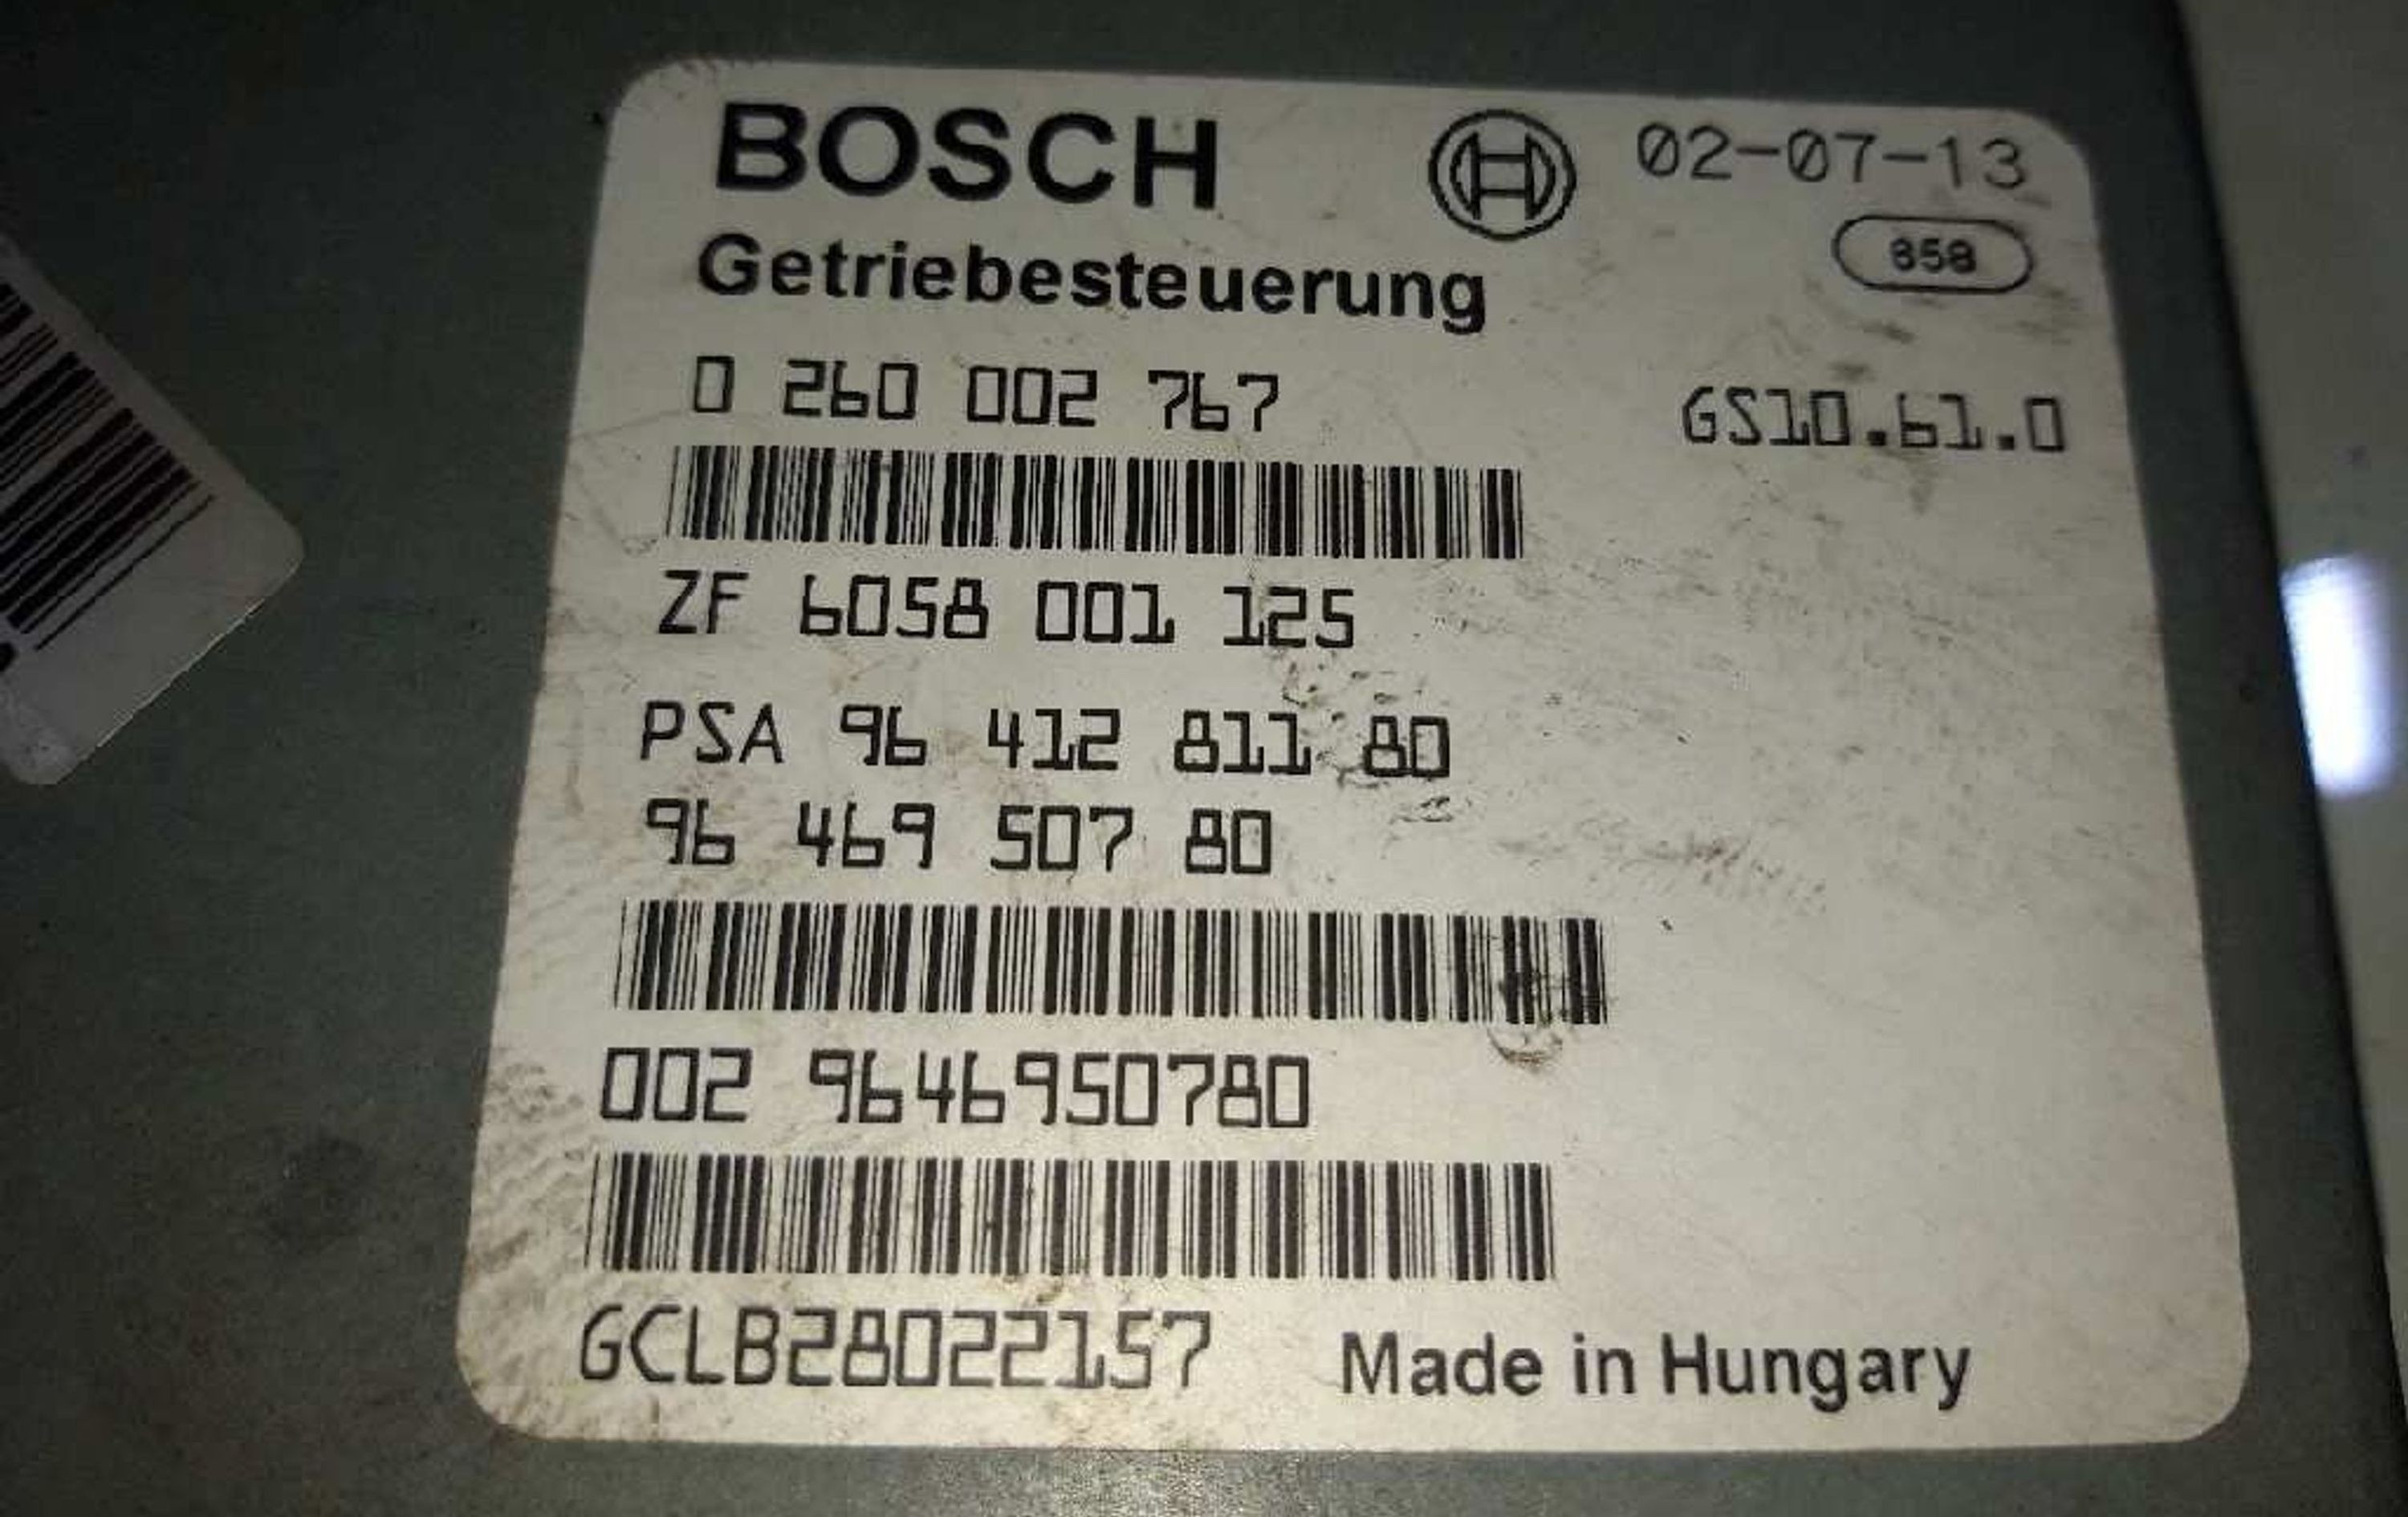 BOSCH 02-07-13
858
Getriebesteuerung
0 260 002 767 GS10.61.0
ZF 6058 001 125
PSA 96 412 811 80
96 469 507 80
002 9646950780
GCLB28022157 Made in Hungary